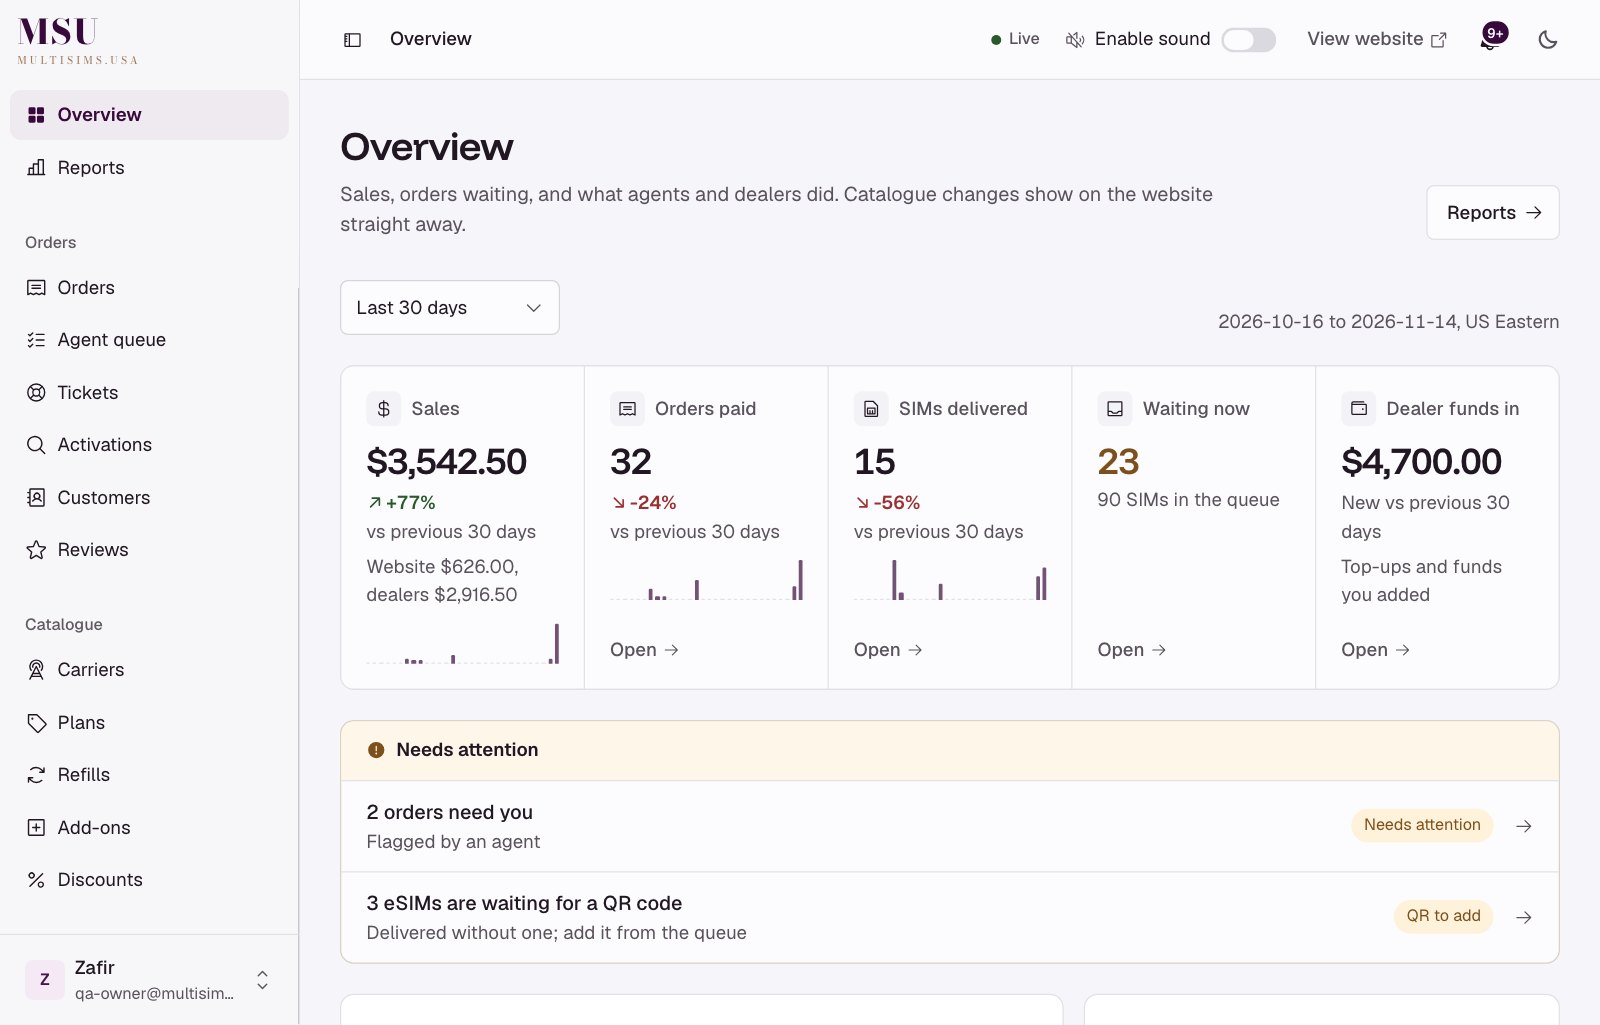 MSU
MULTISIMS.USA
Overview
Reports
Orders
Orders
Agent queue
Tickets
Activations
Customers
Reviews
Catalogue
Carriers
Plans
Refills
Add-ons
Discounts
Z
Zafir
qa-owner@multisim...
Overview
Live
Enable sound
View website
9+
Overview
Sales, orders waiting, and what agents and dealers did. Catalogue changes show on the website
straight away.
Reports
Last 30 days
2026-10-16 to 2026-11-14, US Eastern
Sales
$3,542.50
+77%
vs previous 30 days
Website $626.00,
dealers $2,916.50
Orders paid
32
-24%
vs previous 30 days
Open
SIMs delivered
15
-56%
vs previous 30 days
Open
Waiting now
23
90 SIMs in the queue
Open
Dealer funds in
$4,700.00
New vs previous 30
days
Top-ups and funds
you added
Open
Needs attention
2 orders need you
Flagged by an agent
Needs attention
3 eSIMs are waiting for a QR code
Delivered without one; add it from the queue
QR to add